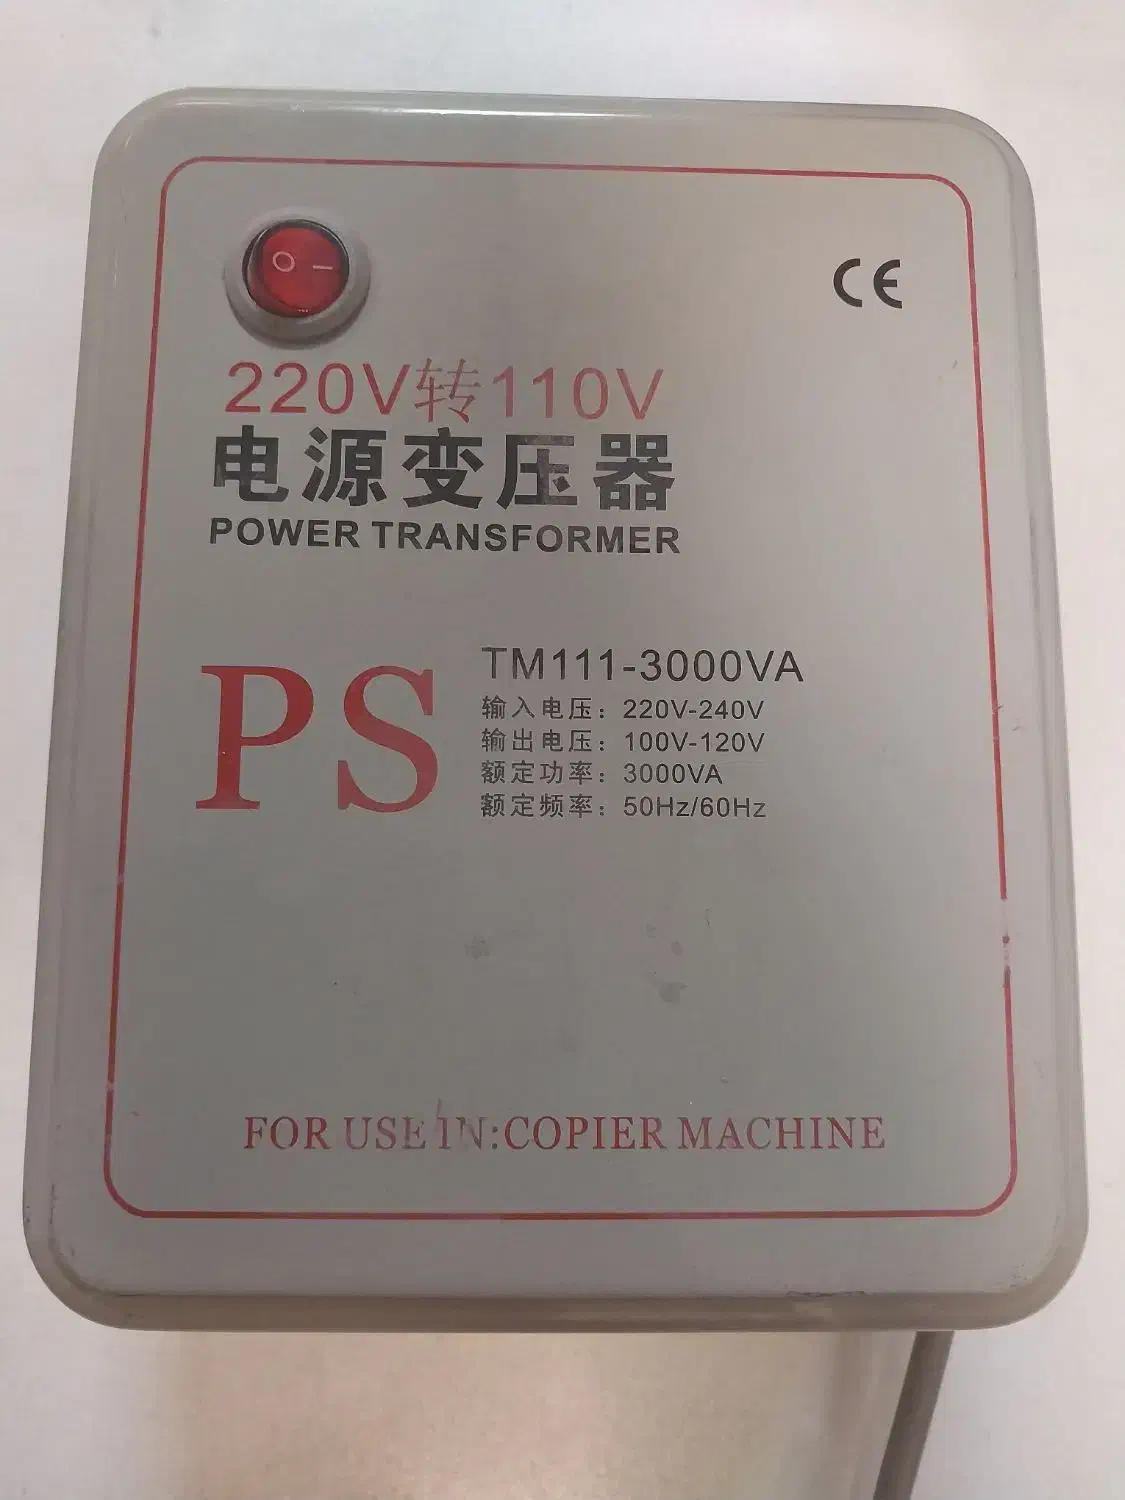 CE
220V转110V
电源变压器
POWER TRANSFORMER
PS
TM111-3000VA
输入电压：220V-240V
输出电压：100V-120V
额定功率：3000VA
额定频率：50Hz/60Hz
FOR USE IN:COPIER MACHINE